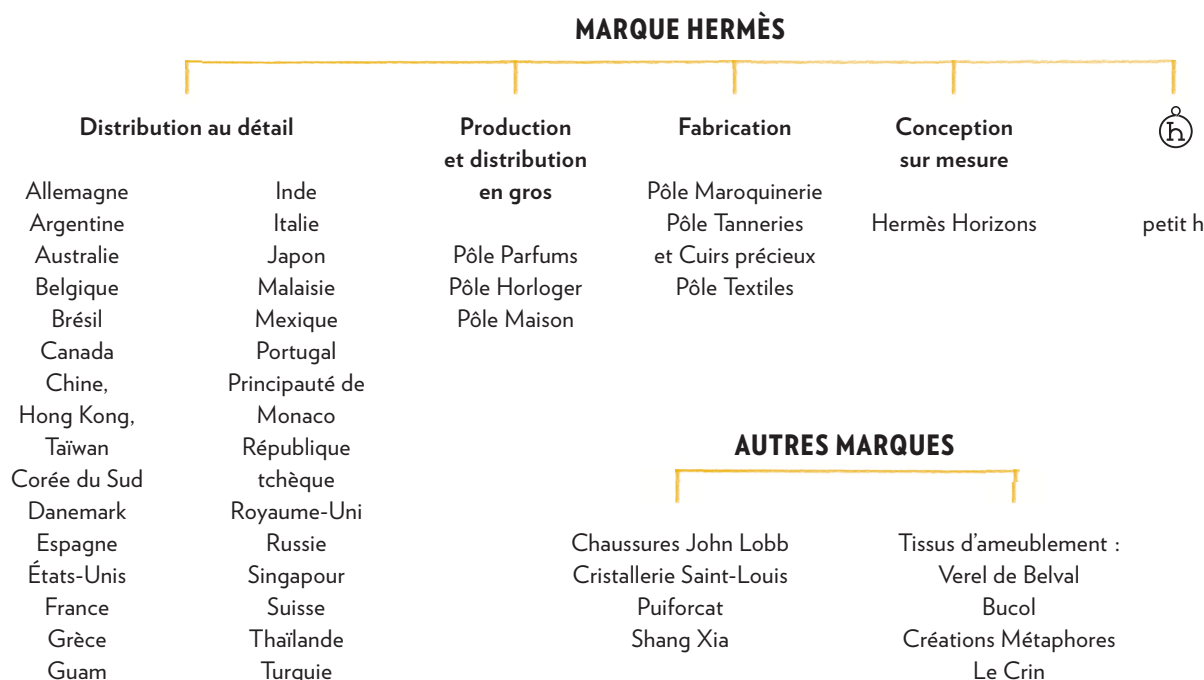 MARQUE HERMÈS
Distribution au détail
Allemagne
Argentine
Australie
Belgique
Brésil
Canada
Chine,
Hong Kong,
Taïwan
Corée du Sud
Danemark
Espagne
États-Unis
France
Grèce
Guam
Inde
Italie
Japon
Malaisie
Mexique
Portugal
Principauté de
Monaco
République
tchèque
Royaume-Uni
Russie
Singapour
Suisse
Thaïlande
Turquie
Production
et distribution
en gros
Pôle Parfums
Pôle Horloger
Pôle Maison
Fabrication
Pôle Maroquinerie
Pôle Tanneries
et Cuirs précieux
Pôle Textiles
Conception
sur mesure
Hermès Horizons
h
petit h
AUTRES MARQUES
Chaussures John Lobb
Cristallerie Saint-Louis
Puiforcat
Shang Xia
Tissus d’ameublement :
Verel de Belval
Bucol
Créations Métaphores
Le Crin